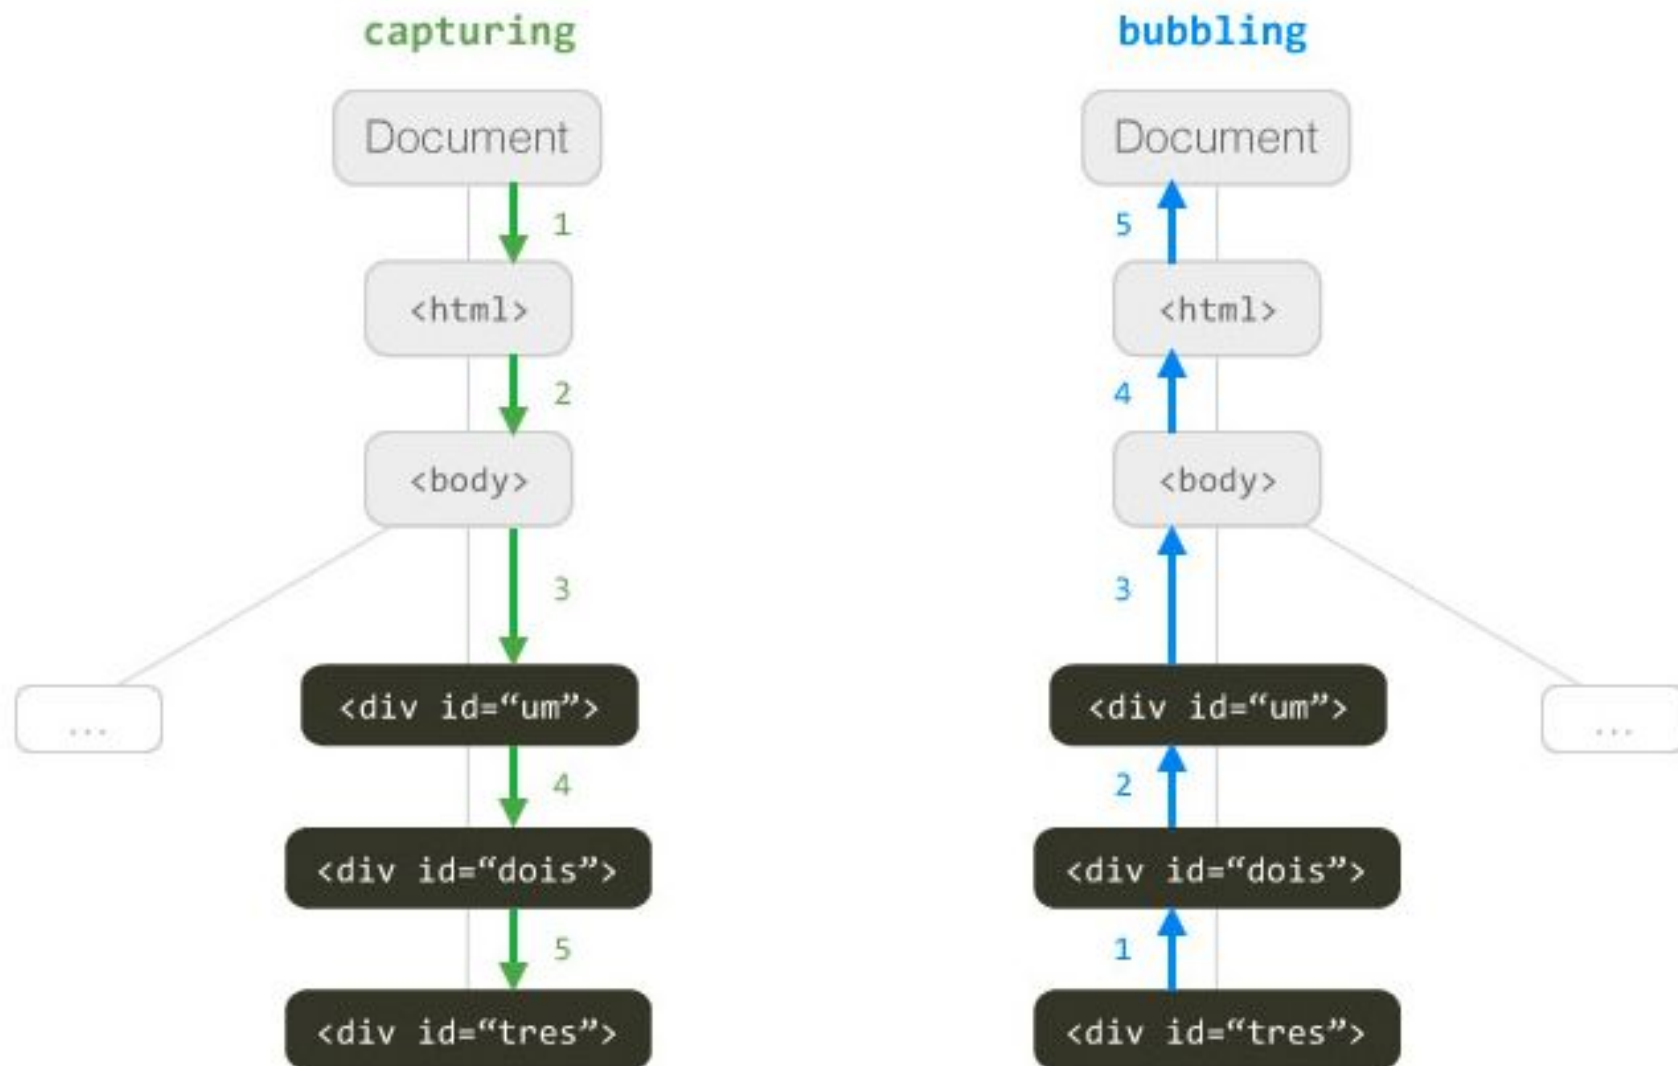 capturing
Document
1
<html>
2
<body>
3
...
<div id=“um”>
4
<div id=“dois”>
5
<div id=“tres”>
bubbling
Document
5
<html>
4
<body>
3
<div id=“um”>
...
2
<div id=“dois”>
1
<div id=“tres”>